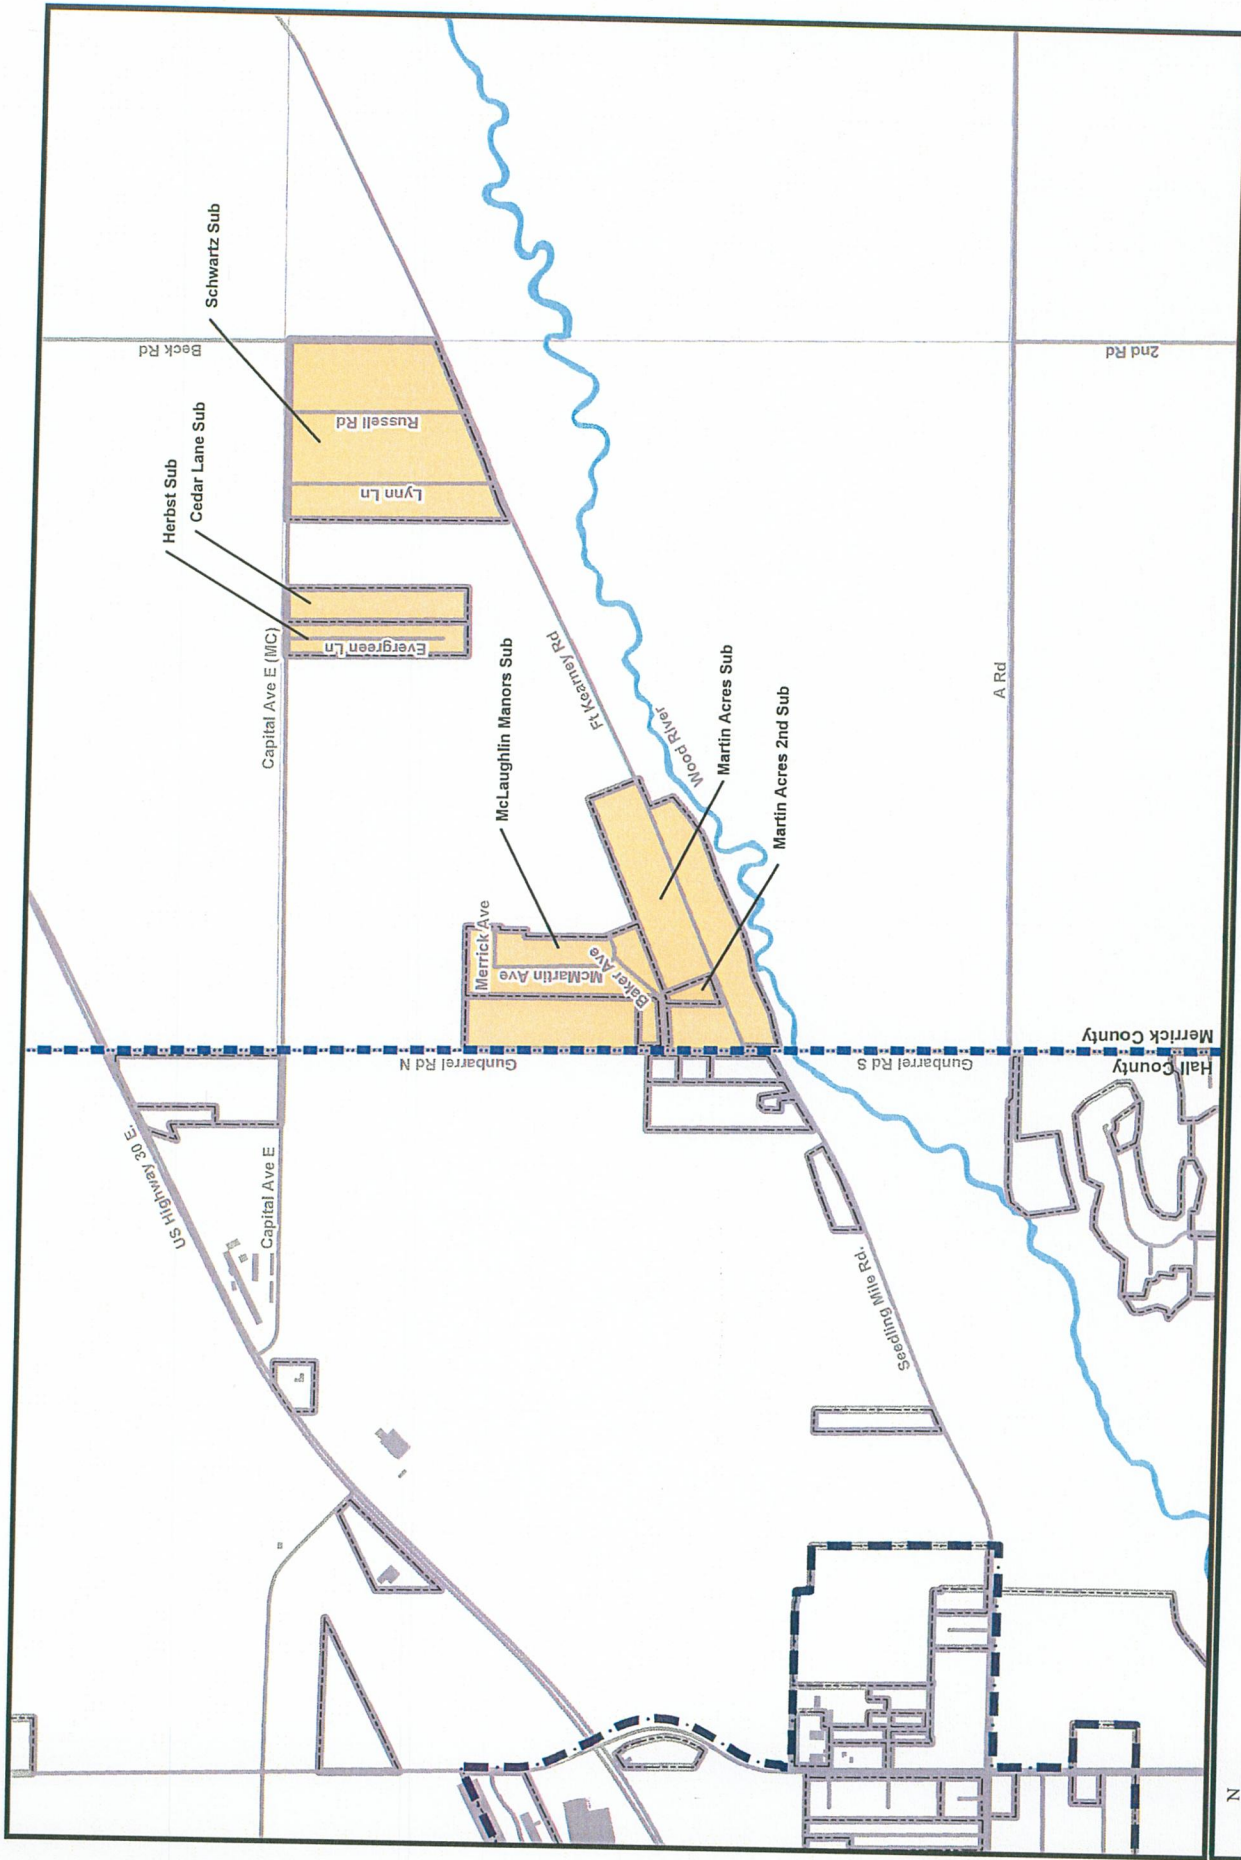 Schwartz Sub
Beck Rd
Herbst Sub
Cedar Lane Sub
Russell Rd
2nd Rd
Lynn Ln
Capital Ave E (MC)
Evergreen Ln
Ft Kearney Rd
McLaughlin Manors Sub
Wood River
Martin Acres Sub
A Rd
Martin Acres 2nd Sub
Merrick Ave
McMartin Ave
Baker Ave
Gunbarrel Rd N
Gunbarrel Rd S
Merrick County
Hall County
US Highway 30 E.
Capital Ave E
Seedling Mile Rd.
N